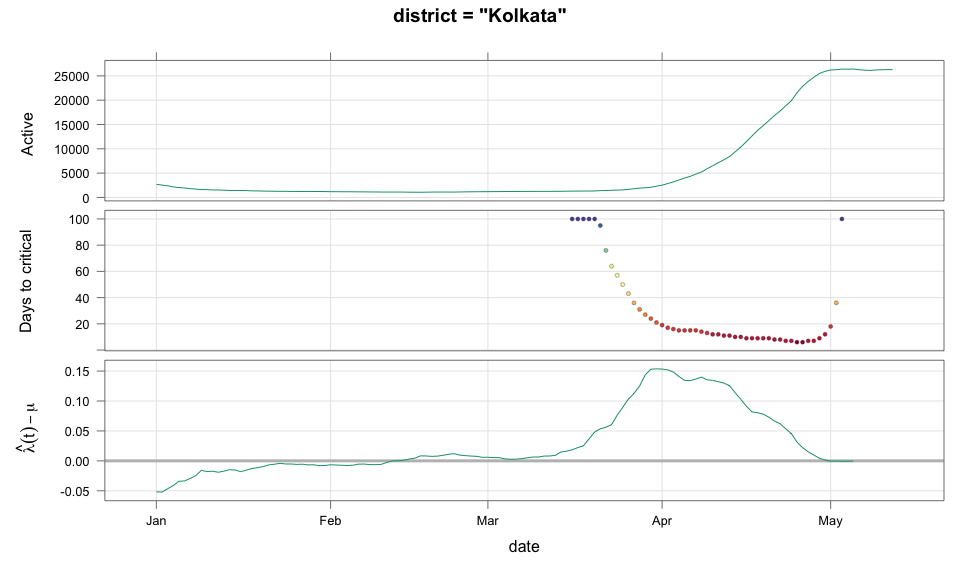 district = "Kolkata"
Active
25000
20000
15000
10000
5000
0
Days to critical
100
80
60
40
20
λ̂(t) − μ
0.15
0.10
0.05
0.00
-0.05
Jan Feb Mar Apr May
date